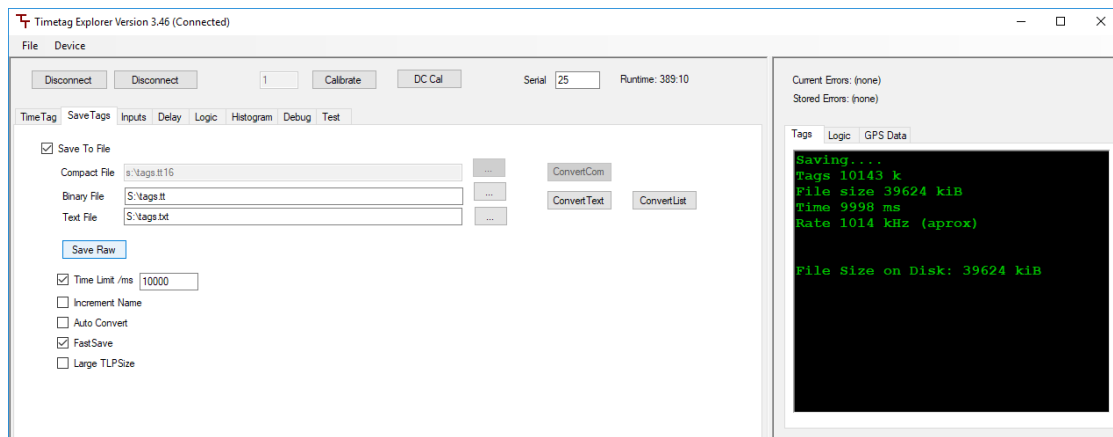 Timetag Explorer Version 3.46 (Connected)
File Device
Disconnect Disconnect 1 Calibrate DC Cal Serial 25 Runtime: 389:10
TimeTag SaveTags Inputs Delay Logic Histogram Debug Test
Save To File
Compact File s:\tags.tt16 ... ConvertCom
Binary File S:\tags.tt ... ConvertText ConvertList
Text File S:\tags.txt ...
Save Raw
Time Limit /ms 10000
Increment Name
Auto Convert
FastSave
Large TLPSize
Current Errors: (none)
Stored Errors: (none)
Tags Logic GPS Data
Saving....
Tags 10143 k
File size 39624 kiB
Time 9998 ms
Rate 1014 kHz (aprox)
File Size on Disk: 39624 kiB